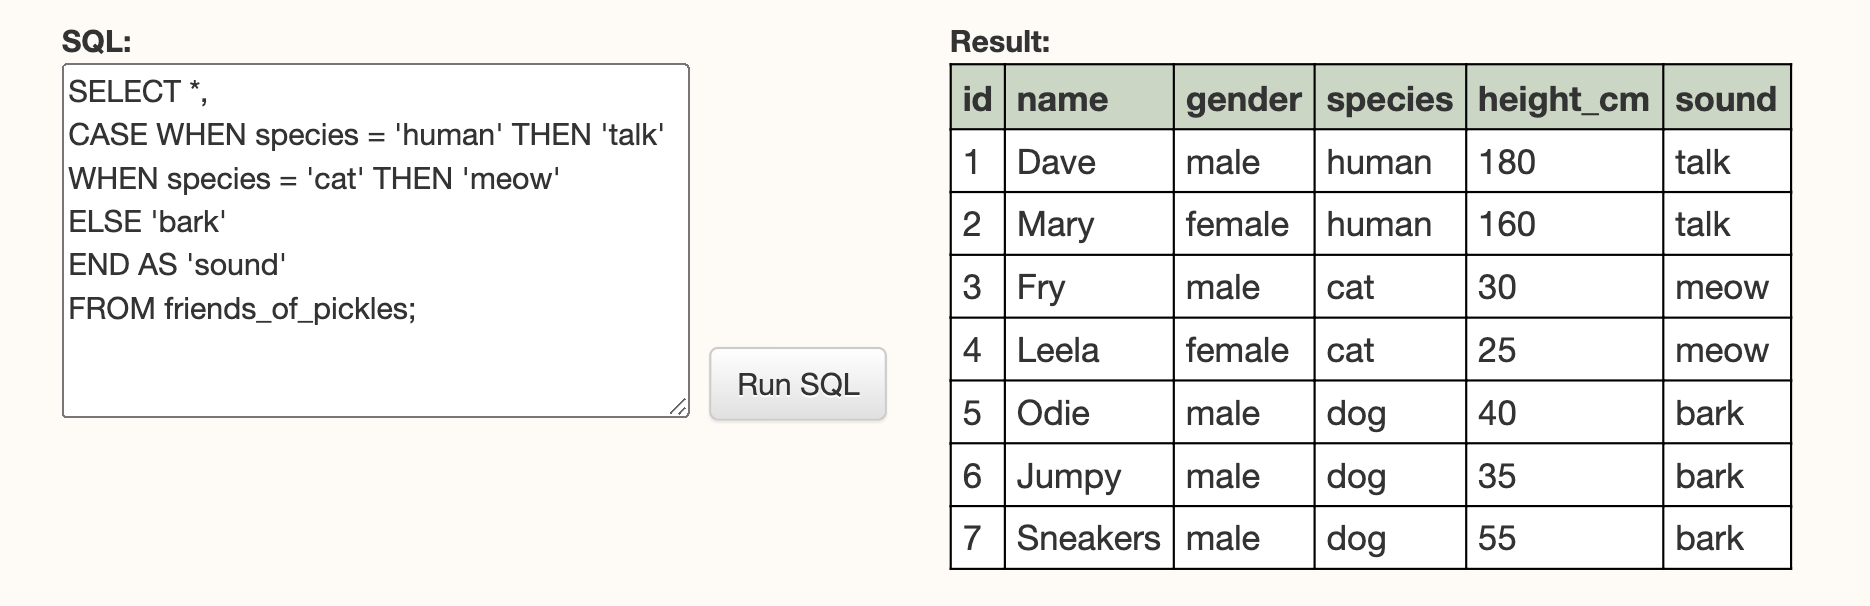 SQL:
SELECT *,
CASE WHEN species = 'human' THEN 'talk'
WHEN species = 'cat' THEN 'meow'
ELSE 'bark'
END AS 'sound'
FROM friends_of_pickles;
Run SQL
Result:
id name gender species height_cm sound
1 Dave male human 180 talk
2 Mary female human 160 talk
3 Fry male cat 30 meow
4 Leela female cat 25 meow
5 Odie male dog 40 bark
6 Jumpy male dog 35 bark
7 Sneakers male dog 55 bark